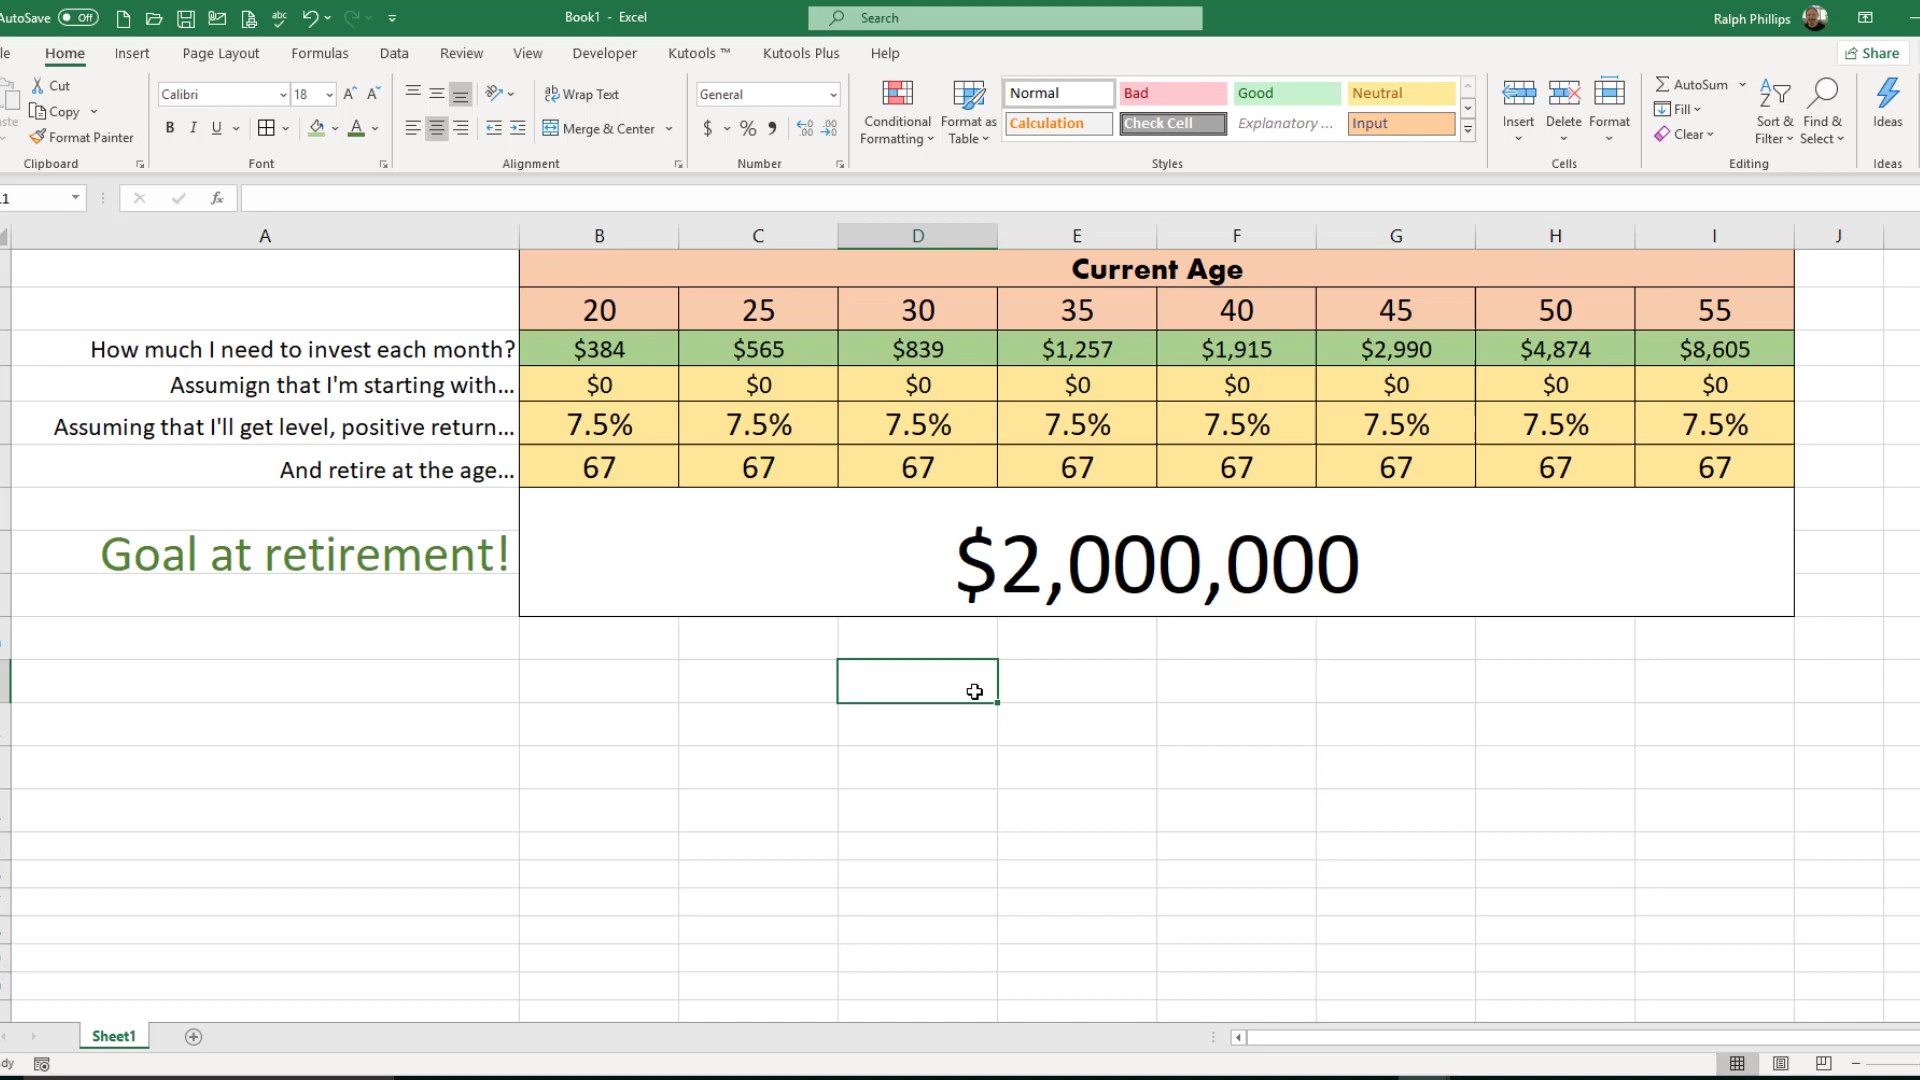 AutoSave Off Book1 - Excel Search Ralph Phillips
Home Insert Page Layout Formulas Data Review View Developer Kutools ™ Kutools Plus Help Share
Cut
Copy
Format Painter
Clipboard
Calibri 18
B I U A
Font
Wrap Text
Merge & Center
Alignment
General
$ % ,
Number
Conditional Formatting
Format as Table
Normal Bad Good Neutral
Calculation Check Cell Explanatory ... Input
Styles
Insert Delete Format
Cells
AutoSum
Fill
Clear
Sort & Filter
Find & Select
Editing
Ideas
Ideas
fx
A B C D E F G H I J
Current Age
20 25 30 35 40 45 50 55
How much I need to invest each month? $384 $565 $839 $1,257 $1,915 $2,990 $4,874 $8,605
Assumign that I'm starting with... $0 $0 $0 $0 $0 $0 $0 $0
Assuming that I'll get level, positive return... 7.5% 7.5% 7.5% 7.5% 7.5% 7.5% 7.5% 7.5%
And retire at the age... 67 67 67 67 67 67 67 67
Goal at retirement! $2,000,000
Sheet1